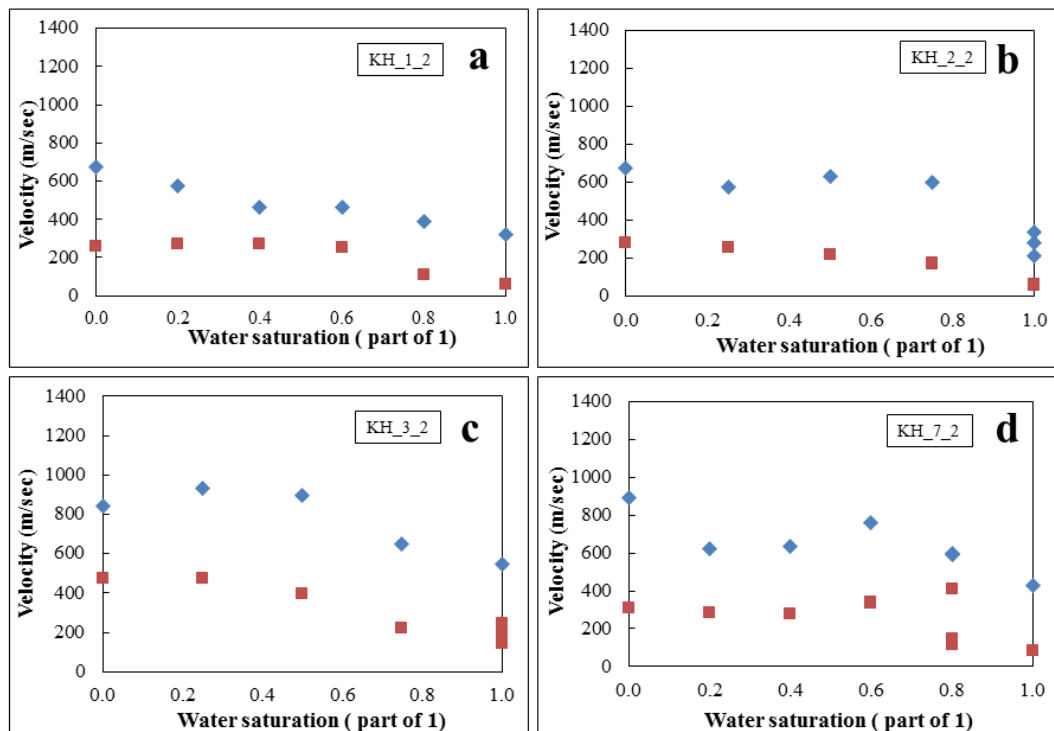 1400
1200
1000
800
600
400
200
0
Velocity (m/sec)
KH_1_2
a
0.0 0.2 0.4 0.6 0.8 1.0
Water saturation ( part of 1)
1400
1200
1000
800
600
400
200
0
Velocity (m/sec)
KH_2_2
b
0.0 0.2 0.4 0.6 0.8 1.0
Water saturation ( part of 1)
1400
1200
1000
800
600
400
200
0
Velocity (m/sec)
KH_3_2
c
0.0 0.2 0.4 0.6 0.8 1.0
Water saturation ( part of 1)
1400
1200
1000
800
600
400
200
0
Velocity (m/sec)
KH_7_2
d
0.0 0.2 0.4 0.6 0.8 1.0
Water saturation ( part of 1)